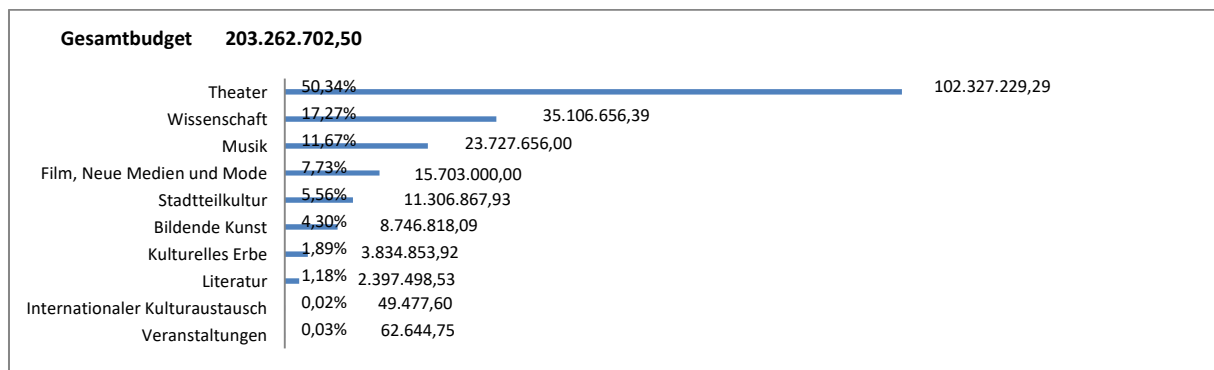 Gesamtbudget 203.262.702,50
Theater 50,34% 102.327.229,29
Wissenschaft 17,27% 35.106.656,39
Musik 11,67% 23.727.656,00
Film, Neue Medien und Mode 7,73% 15.703.000,00
Stadtteilkultur 5,56% 11.306.867,93
Bildende Kunst 4,30% 8.746.818,09
Kulturelles Erbe 1,89% 3.834.853,92
Literatur 1,18% 2.397.498,53
Internationaler Kulturaustausch 0,02% 49.477,60
Veranstaltungen 0,03% 62.644,75